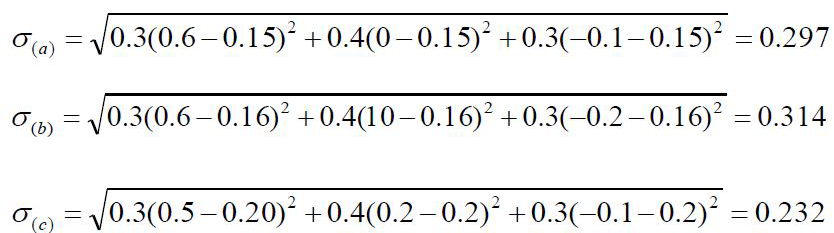 σ(a) = √0.3(0.6−0.15)² +0.4(0−0.15)² +0.3(−0.1−0.15)² = 0.297
σ(b) = √0.3(0.6−0.16)² +0.4(10−0.16)² +0.3(−0.2−0.16)² = 0.314
σ(c) = √0.3(0.5−0.20)² +0.4(0.2−0.2)² +0.3(−0.1−0.2)² = 0.232